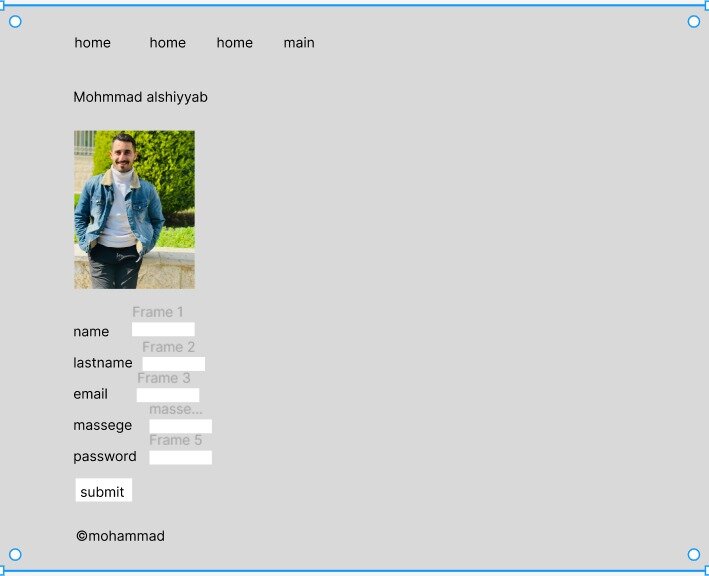 home home home main
Mohmmad alshiyyab
Frame 1
name
Frame 2
lastname
Frame 3
email
masse...
massege
Frame 5
password
submit
©mohammad